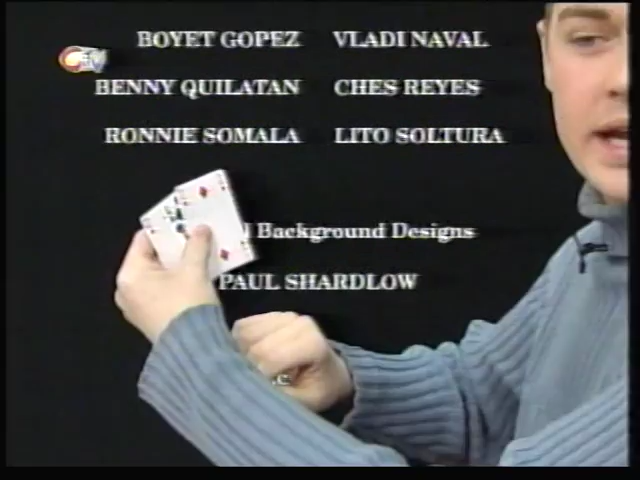 BOYET GOPEZ VLADI NAVAL
BENNY QUILATAN CHES REYES
RONNIE SOMALA LITO SOLTURA
Background Designs
PAUL SHARDLOW